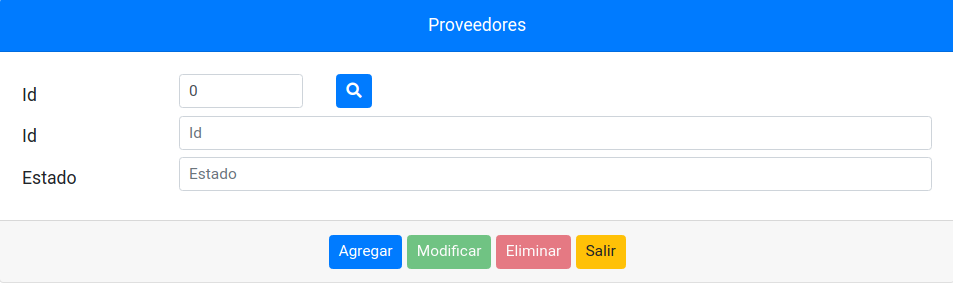 Proveedores
Id 0
Id Id
Estado Estado
Agregar Modificar Eliminar Salir